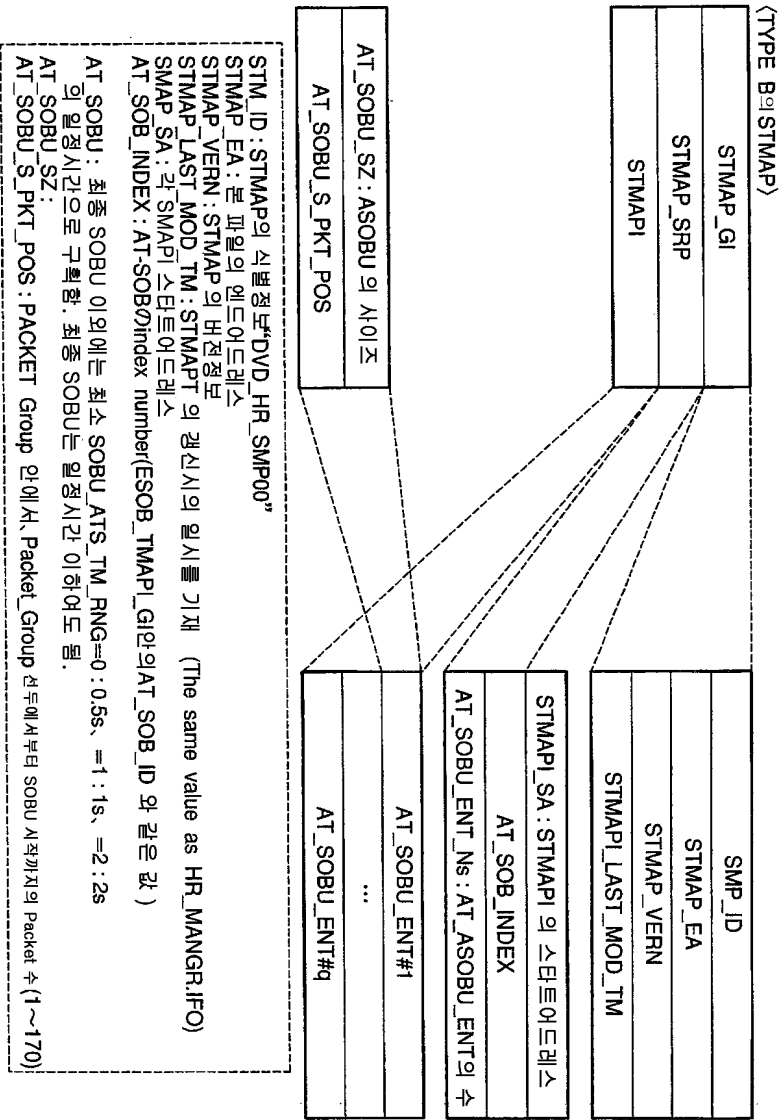 〈TYPE B의 STMAP〉
STMAP_GI
STMAP_SRP
STMAPI
SMP_ID
STMAP_EA
STMAP_VERN
STMAPI_LAST_MOD_TM
STMAPI_SA : STMAPI 의 스타트어드레스
AT_SOB_INDEX
AT_SOBU_ENT_Ns : AT_ASOBU_ENT의 수
AT_SOBU_SZ : ASOBU 의 사이즈
AT_SOBU_S_PKT_POS
AT_SOBU_ENT#1
...
AT_SOBU_ENT#q
STM_ID : STMAP의 식별정보"DVD_HR_SMP00"
STMAP_EA : 본 파일의 엔드어드레스
STMAP_VERN : STMAP 의 버전정보
STMAP_LAST_MOD_TM : STMAPT 의 갱신시의 일시를 기재 (The same value as HR_MANGR.IFO)
SMAP_SA : 각 SMAPI 스타트어드레스
AT_SOB_INDEX : AT-SOBのindex number(ESOB_TMAPI_GI안의AT_SOB_ID 와 같은 값 )
AT_SOBU : 최종 SOBU 이외에는 최소 SOBU_ATS_TM_RNG=0 : 0.5s、=1 : 1s、=2 : 2s
의 일정시간으로 구획함. 최종 SOBU는 일정시간 이하여도 됨.
AT_SOBU_SZ :
AT_SOBU_S_PKT_POS : PACKET Group 안에서、Packet_Group 선두에서부터 SOBU 시작까지의 Packet 수 (1～170)